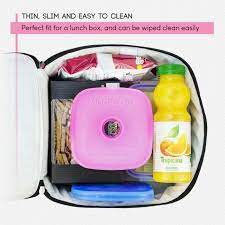 THIN, SLIM AND EASY TO CLEAN
Perfect fit for a lunch box, and can be wiped clean easily
Tropicana